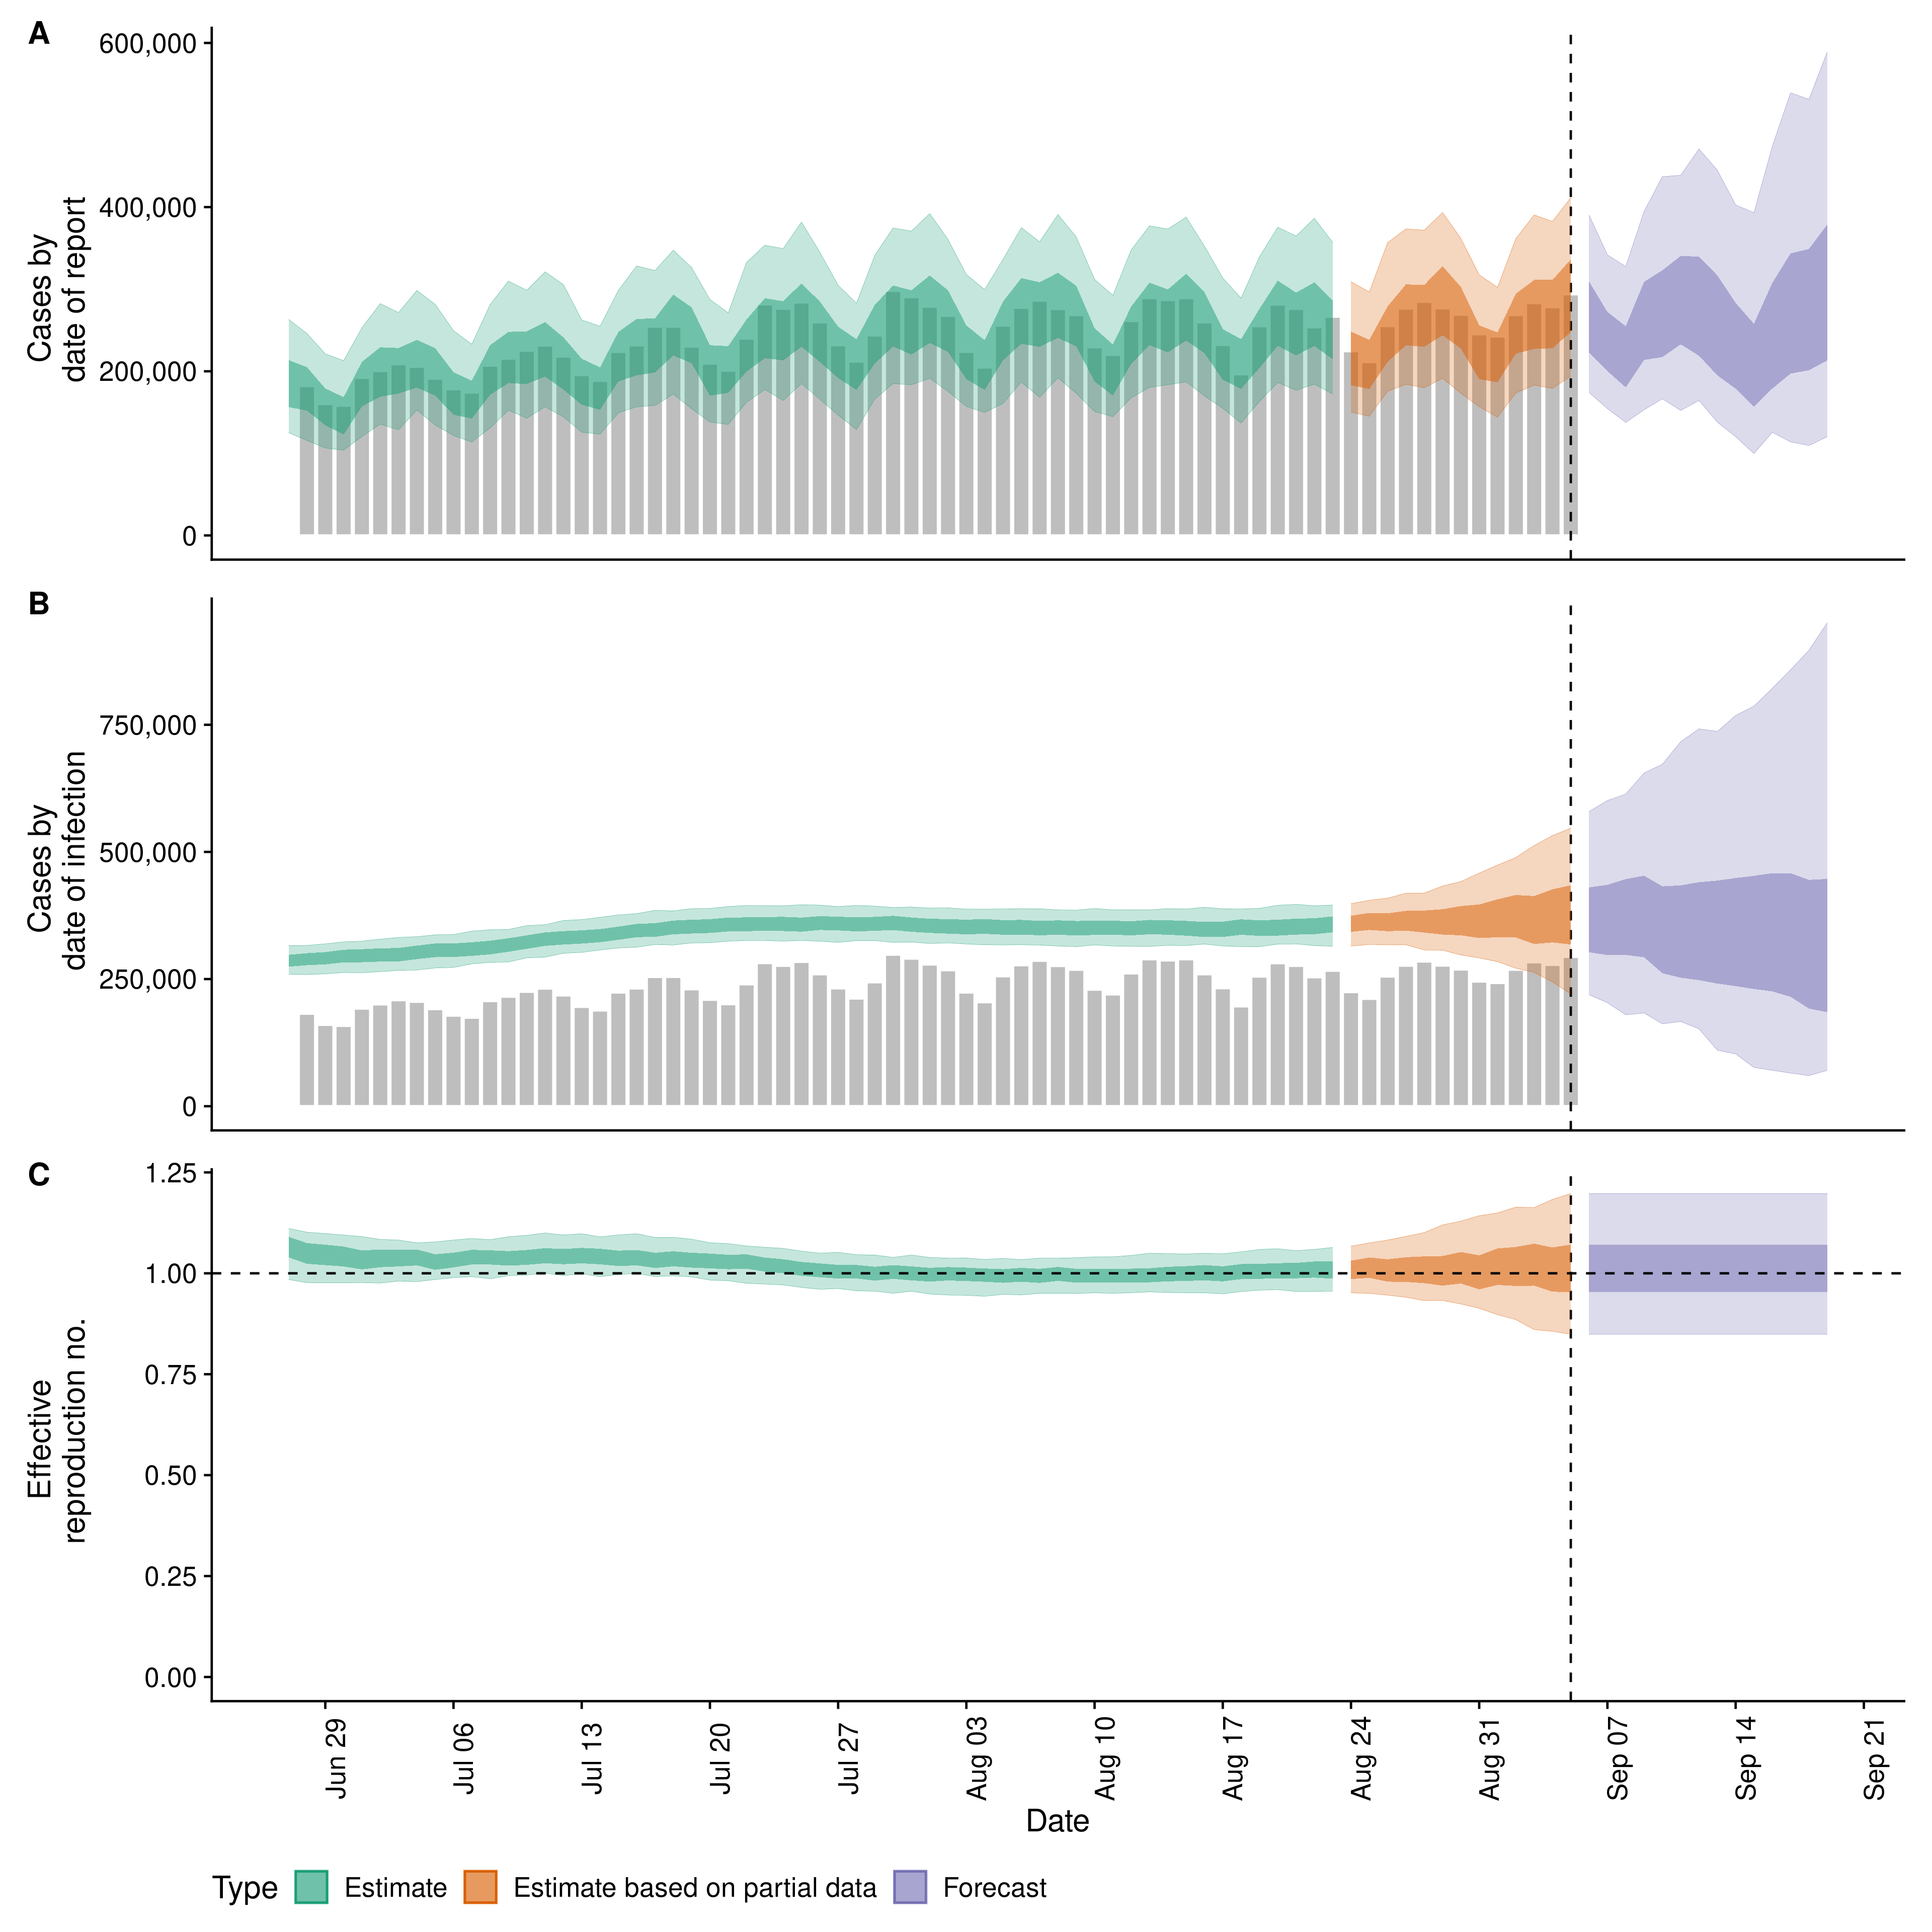 A
600,000
400,000
200,000
0
Cases by
date of report
B
750,000
500,000
250,000
0
Cases by
date of infection
C
1.25
1.00
0.75
0.50
0.25
0.00
Effective
reproduction no.
Jun 29
Jul 06
Jul 13
Jul 20
Jul 27
Aug 03
Aug 10
Aug 17
Aug 24
Aug 31
Sep 07
Sep 14
Sep 21
Date
Type Estimate Estimate based on partial data Forecast